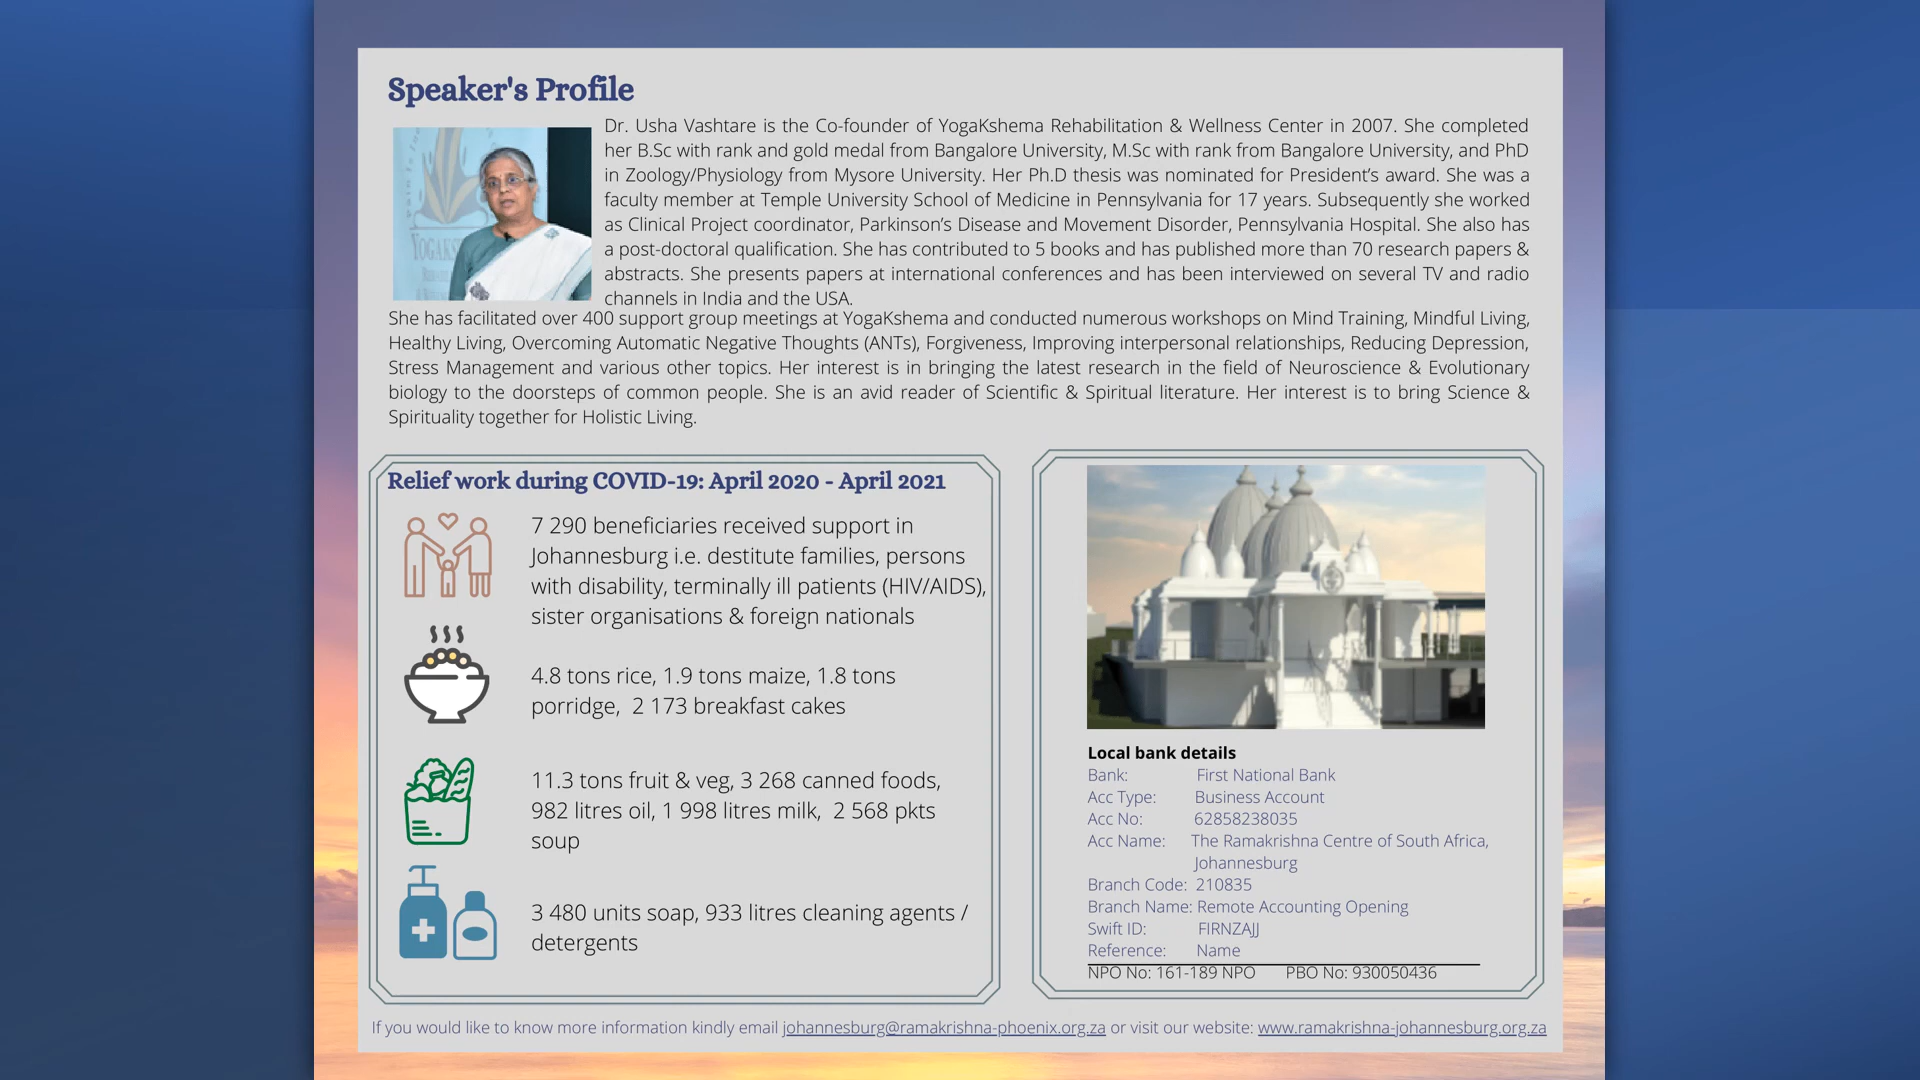 Speaker's Profile
Dr. Usha Vashtare is the Co-founder of YogaKshema Rehabilitation & Wellness Center in 2007. She completed
her B.Sc with rank and gold medal from Bangalore University, M.Sc with rank from Bangalore University, and PhD
in Zoology/Physiology from Mysore University. Her Ph.D thesis was nominated for President’s award. She was a
faculty member at Temple University School of Medicine in Pennsylvania for 17 years. Subsequently she worked
as Clinical Project coordinator, Parkinson’s Disease and Movement Disorder, Pennsylvania Hospital. She also has
a post-doctoral qualification. She has contributed to 5 books and has published more than 70 research papers &
abstracts. She presents papers at international conferences and has been interviewed on several TV and radio
channels in India and the USA.
She has facilitated over 400 support group meetings at YogaKshema and conducted numerous workshops on Mind Training, Mindful Living,
Healthy Living, Overcoming Automatic Negative Thoughts (ANTs), Forgiveness, Improving interpersonal relationships, Reducing Depression,
Stress Management and various other topics. Her interest is in bringing the latest research in the field of Neuroscience & Evolutionary
biology to the doorsteps of common people. She is an avid reader of Scientific & Spiritual literature. Her interest is to bring Science &
Spirituality together for Holistic Living.
Relief work during COVID-19: April 2020 - April 2021
7 290 beneficiaries received support in
Johannesburg i.e. destitute families, persons
with disability, terminally ill patients (HIV/AIDS),
sister organisations & foreign nationals
4.8 tons rice, 1.9 tons maize, 1.8 tons
porridge, 2 173 breakfast cakes
11.3 tons fruit & veg, 3 268 canned foods,
982 litres oil, 1 998 litres milk, 2 568 pkts
soup
3 480 units soap, 933 litres cleaning agents /
detergents
Local bank details
Bank: First National Bank
Acc Type: Business Account
Acc No: 62858238035
Acc Name: The Ramakrishna Centre of South Africa,
Johannesburg
Branch Code: 210835
Branch Name: Remote Accounting Opening
Swift ID: FIRNZAJJ
Reference: Name
NPO No: 161-189 NPO PBO No: 930050436
If you would like to know more information kindly email johannesburg@ramakrishna-phoenix.org.za or visit our website: www.ramakrishna-johannesburg.org.za